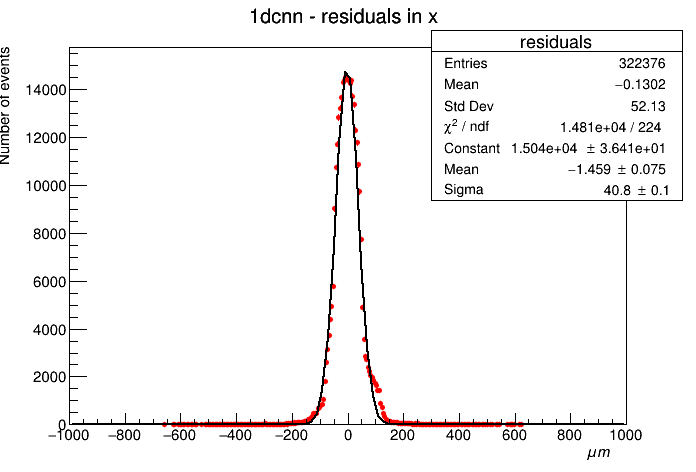 1dcnn - residuals in x
residuals
Entries 322376
Mean −0.1302
Std Dev 52.13
χ² / ndf 1.481e+04 / 224
Constant 1.504e+04 ± 3.641e+01
Mean −1.459 ± 0.075
Sigma 40.8 ± 0.1
Number of events
14000
12000
10000
8000
6000
4000
2000
0
−1000 −800 −600 −400 −200 0 200 400 600 800 1000
μm